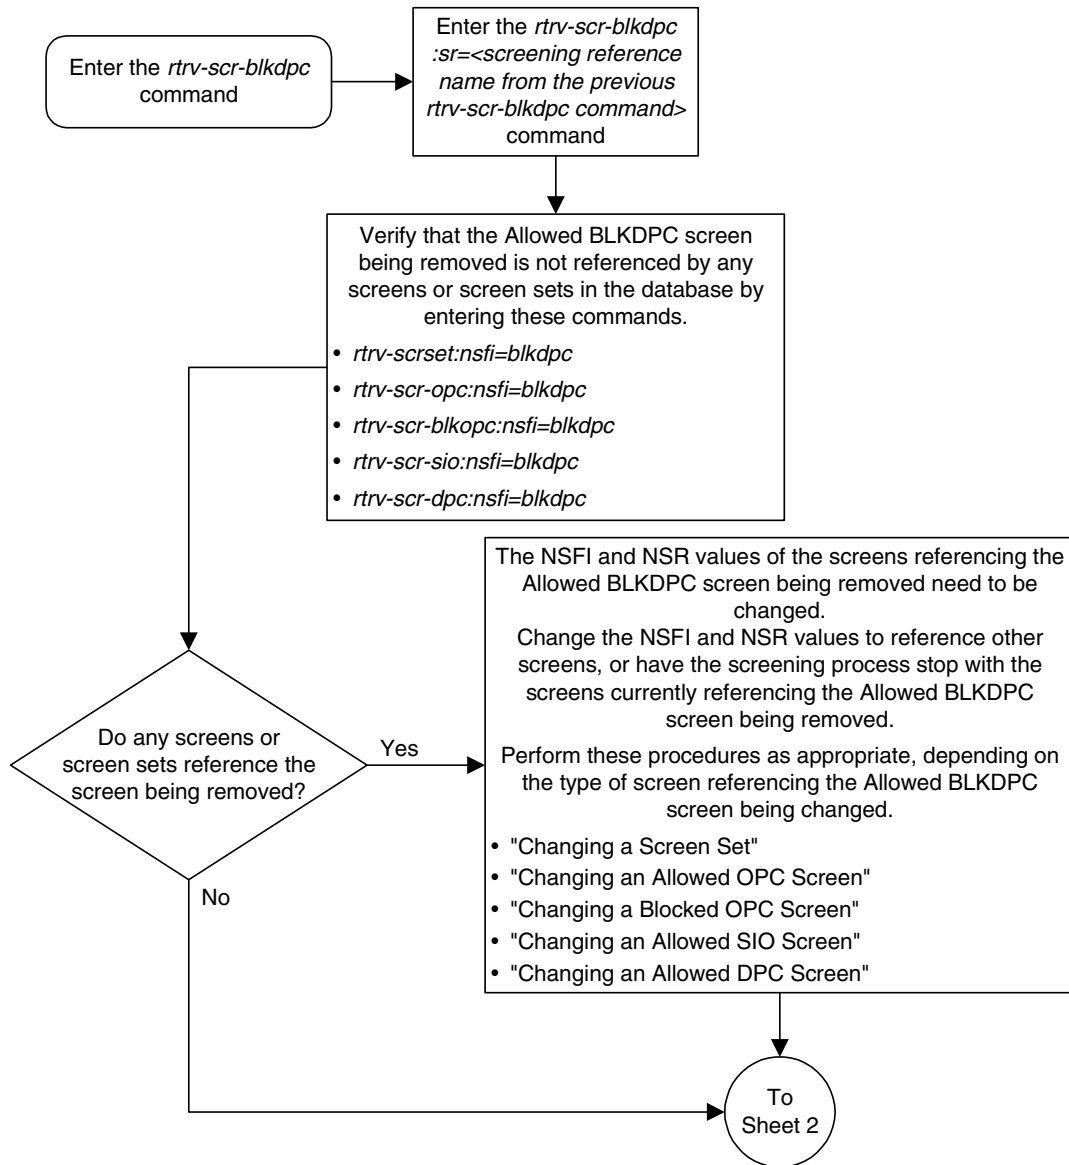 Enter the rtrv-scr-blkdpc
command
Enter the rtrv-scr-blkdpc
:sr=<screening reference
name from the previous
rtrv-scr-blkdpc command>
command
Verify that the Allowed BLKDPC screen
being removed is not referenced by any
screens or screen sets in the database by
entering these commands.
• rtrv-scrset:nsfi=blkdpc
• rtrv-scr-opc:nsfi=blkdpc
• rtrv-scr-blkopc:nsfi=blkdpc
• rtrv-scr-sio:nsfi=blkdpc
• rtrv-scr-dpc:nsfi=blkdpc
Do any screens or
screen sets reference the
screen being removed?
Yes
No
The NSFI and NSR values of the screens referencing the
Allowed BLKDPC screen being removed need to be
changed.
Change the NSFI and NSR values to reference other
screens, or have the screening process stop with the
screens currently referencing the Allowed BLKDPC
screen being removed.
Perform these procedures as appropriate, depending on
the type of screen referencing the Allowed BLKDPC
screen being changed.
• "Changing a Screen Set"
• "Changing an Allowed OPC Screen"
• "Changing a Blocked OPC Screen"
• "Changing an Allowed SIO Screen"
• "Changing an Allowed DPC Screen"
To
Sheet 2